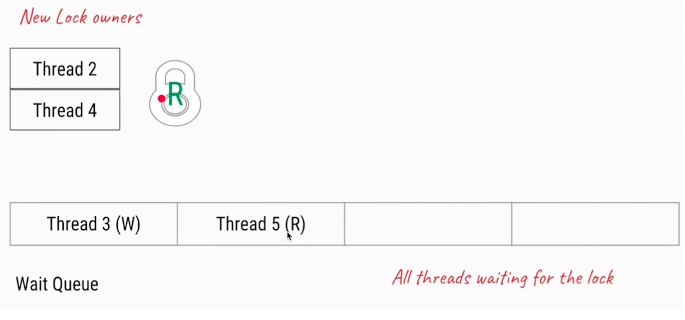 New Lock owners
Thread 2
R
Thread 4
Thread 3 (W)
Thread 5 (R)
Wait Queue
All threads waiting for the lock